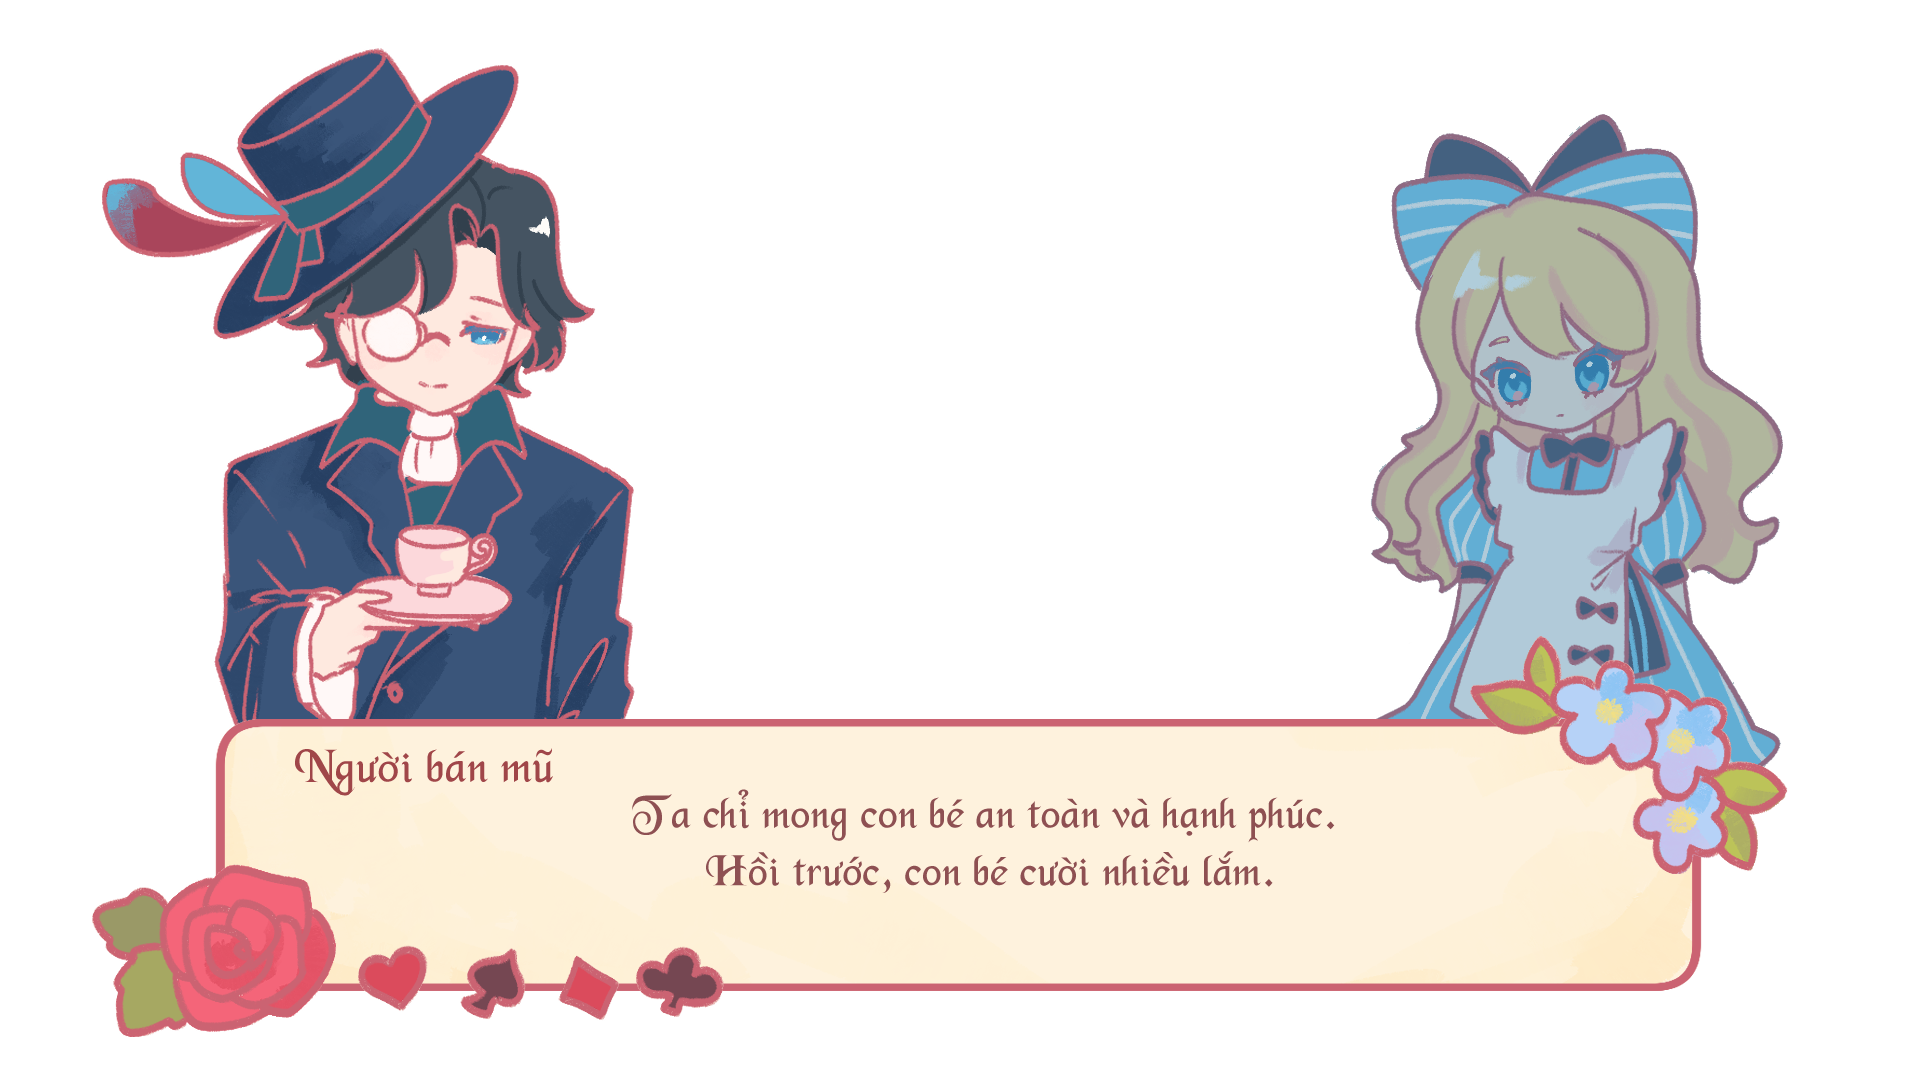 Người bán mũ
Ta chỉ mong con bé an toàn và hạnh phúc.
Hồi trước, con bé cười nhiều lắm.